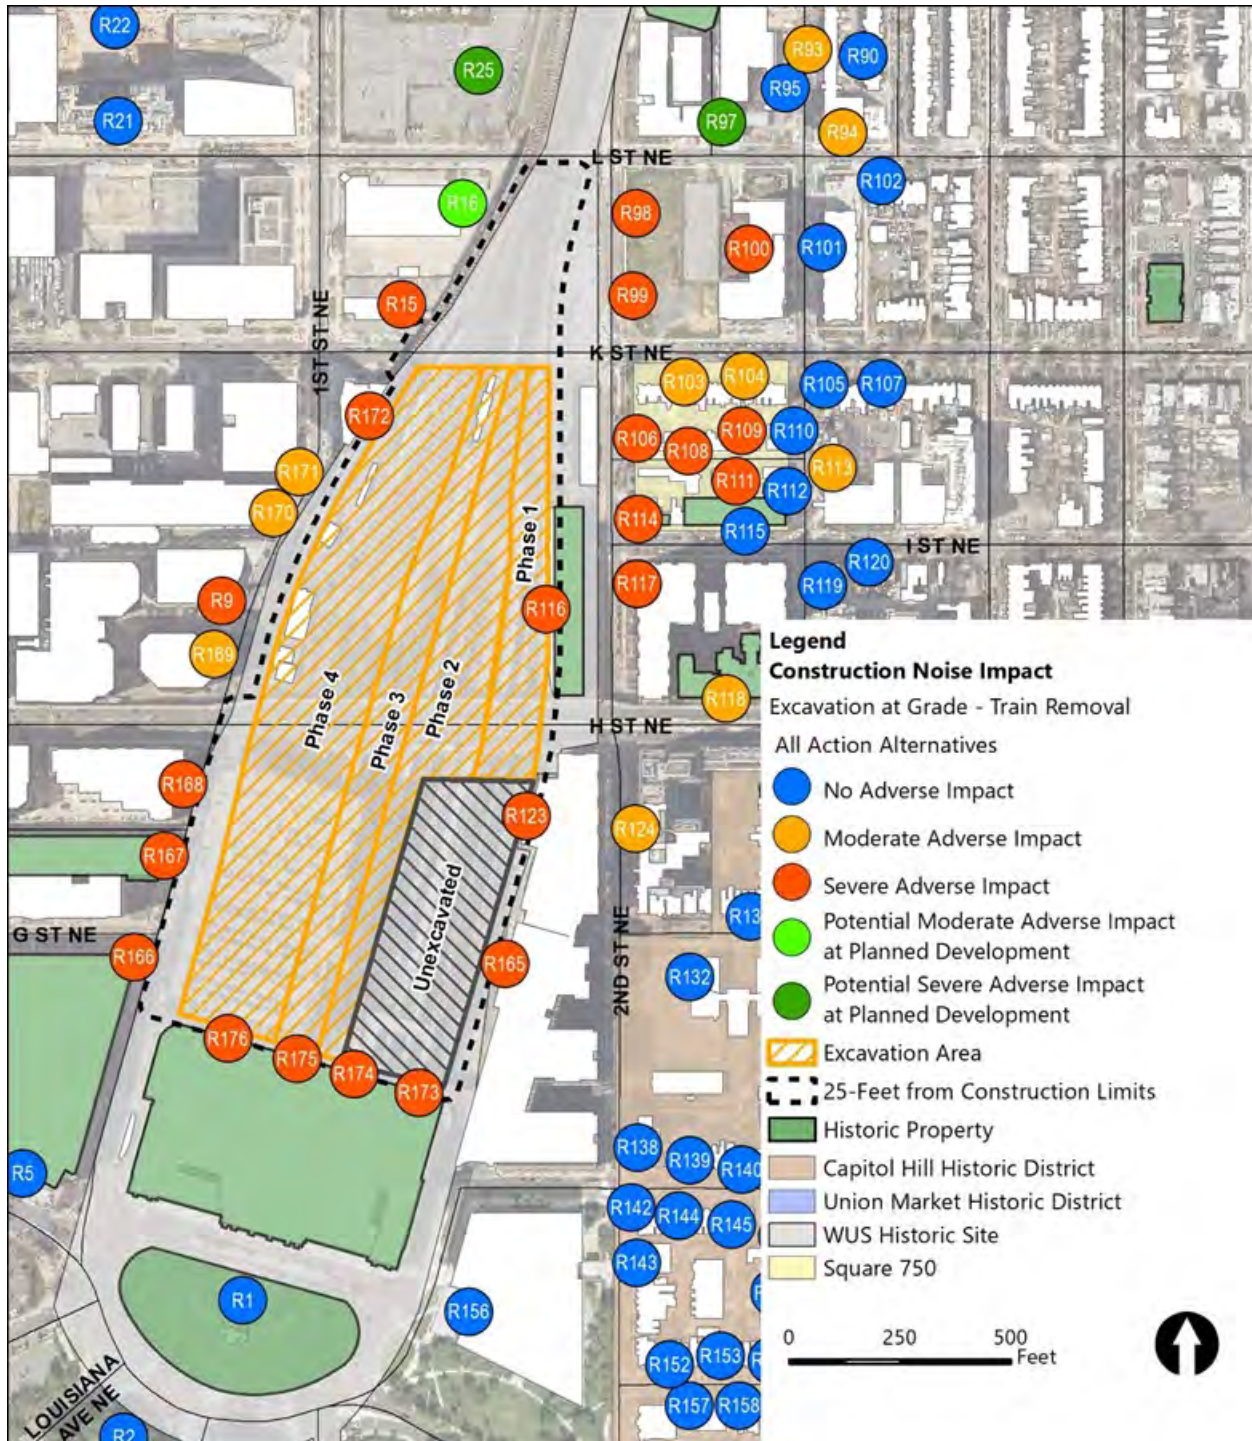 R22
R93
R90
R25
R95
R21
R97
R94
L ST NE
R102
R16
R98
R100
R101
R99
R15
1ST ST NE
K ST NE
R103
R104
R105
R107
R172
R106
R109
R110
R108
R171
R113
R111
R112
R170
R114
R115
Phase 1
I ST NE
R120
R117
R119
R9
R116
R169
Phase 4
Phase 3
Phase 2
R118
H ST NE
R168
R123
R124
R167
Unexcavated
R13
G ST NE
R166
R165
2ND ST NE
R132
R176
R175
R174
R173
R138
R139
R140
R5
R142
R144
R145
R143
R1
R156
R152
R153
R157
R158
LOUISIANA
AVE NE
R2
Legend
Construction Noise Impact
Excavation at Grade - Train Removal
All Action Alternatives
No Adverse Impact
Moderate Adverse Impact
Severe Adverse Impact
Potential Moderate Adverse Impact
at Planned Development
Potential Severe Adverse Impact
at Planned Development
Excavation Area
25-Feet from Construction Limits
Historic Property
Capitol Hill Historic District
Union Market Historic District
WUS Historic Site
Square 750
0 250 500
Feet